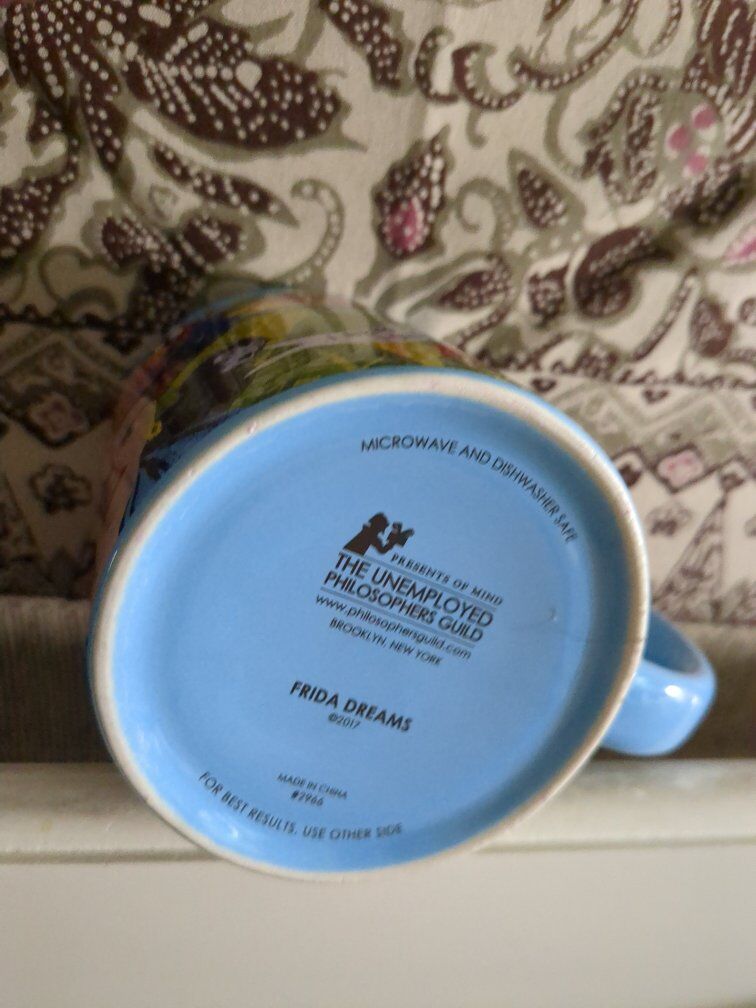 MICROWAVE AND DISHWASHER SAFE
PRESENTS OF MIND
THE UNEMPLOYED
PHILOSOPHERS GUILD
www.philosophersguild.com
BROOKLYN, NEW YORK
FRIDA DREAMS
©2017
MADE IN CHINA
#2966
FOR BEST RESULTS, USE OTHER SIDE